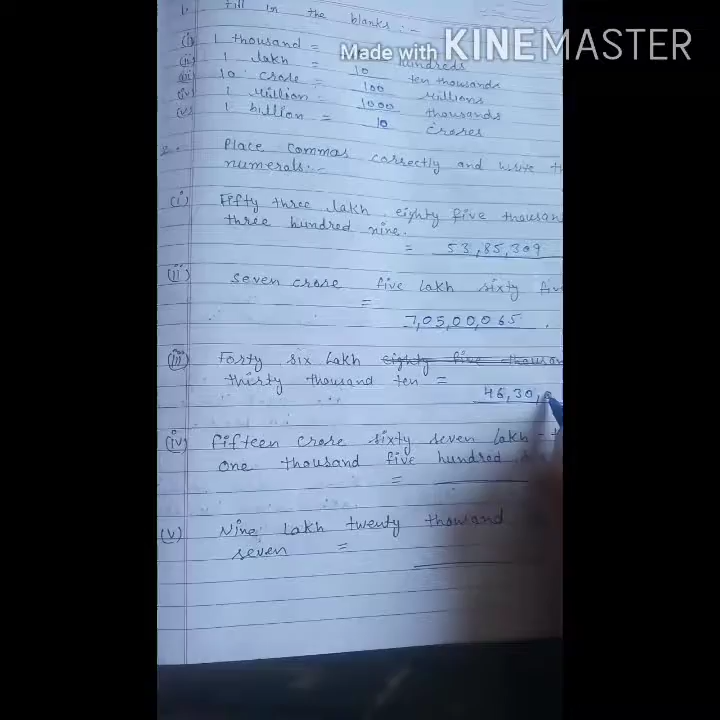 1. Fill in the blanks :-
Made with KINEMASTER
(i) 1 thousand = 10 hundreds
(ii) 1 lakh = 100 ten thousands
(iii) 10 crore = 1000 Millions
(iv) 1 Million = thousands
(v) 1 billion = 10 crores
2. Place commas correctly and write th
numerals:-
(i) Fifty three lakh eighty five thousan
three hundred nine.
= 53,85,309
(ii) Seven crore five lakh sixty fiv
= 7,05,00,065.
(iii) Forty six lakh eighty five thousan
thirty thousand ten = 46,30,
(iv) fifteen crore sixty seven lakh
one thousand five hundred
=
(v) Nine lakh twenty thousand
seven =